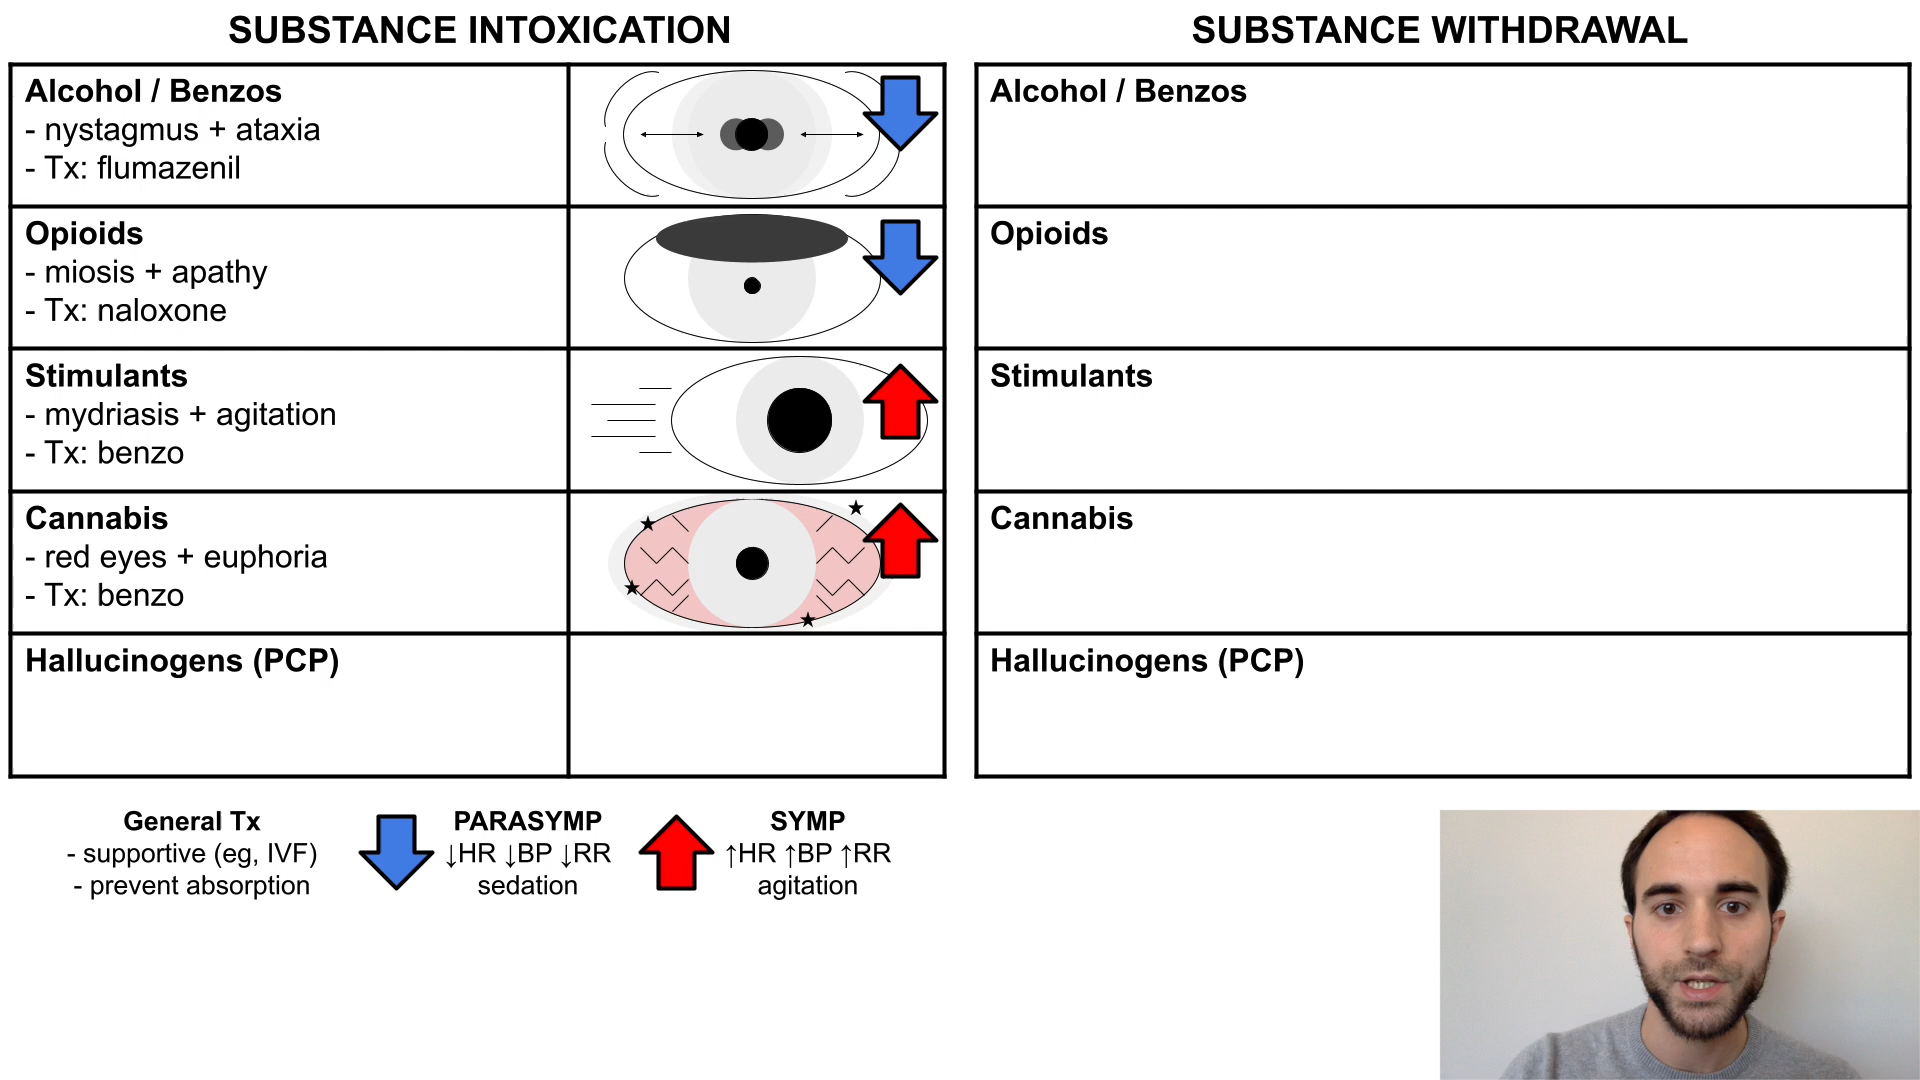 SUBSTANCE INTOXICATION
Alcohol / Benzos
- nystagmus + ataxia
- Tx: flumazenil
Opioids
- miosis + apathy
- Tx: naloxone
Stimulants
- mydriasis + agitation
- Tx: benzo
Cannabis
- red eyes + euphoria
- Tx: benzo
Hallucinogens (PCP)
General Tx
- supportive (eg, IVF)
- prevent absorption
PARASYMP
↓HR ↓BP ↓RR
sedation
SYMP
↑HR ↑BP ↑RR
agitation
SUBSTANCE WITHDRAWAL
Alcohol / Benzos
Opioids
Stimulants
Cannabis
Hallucinogens (PCP)